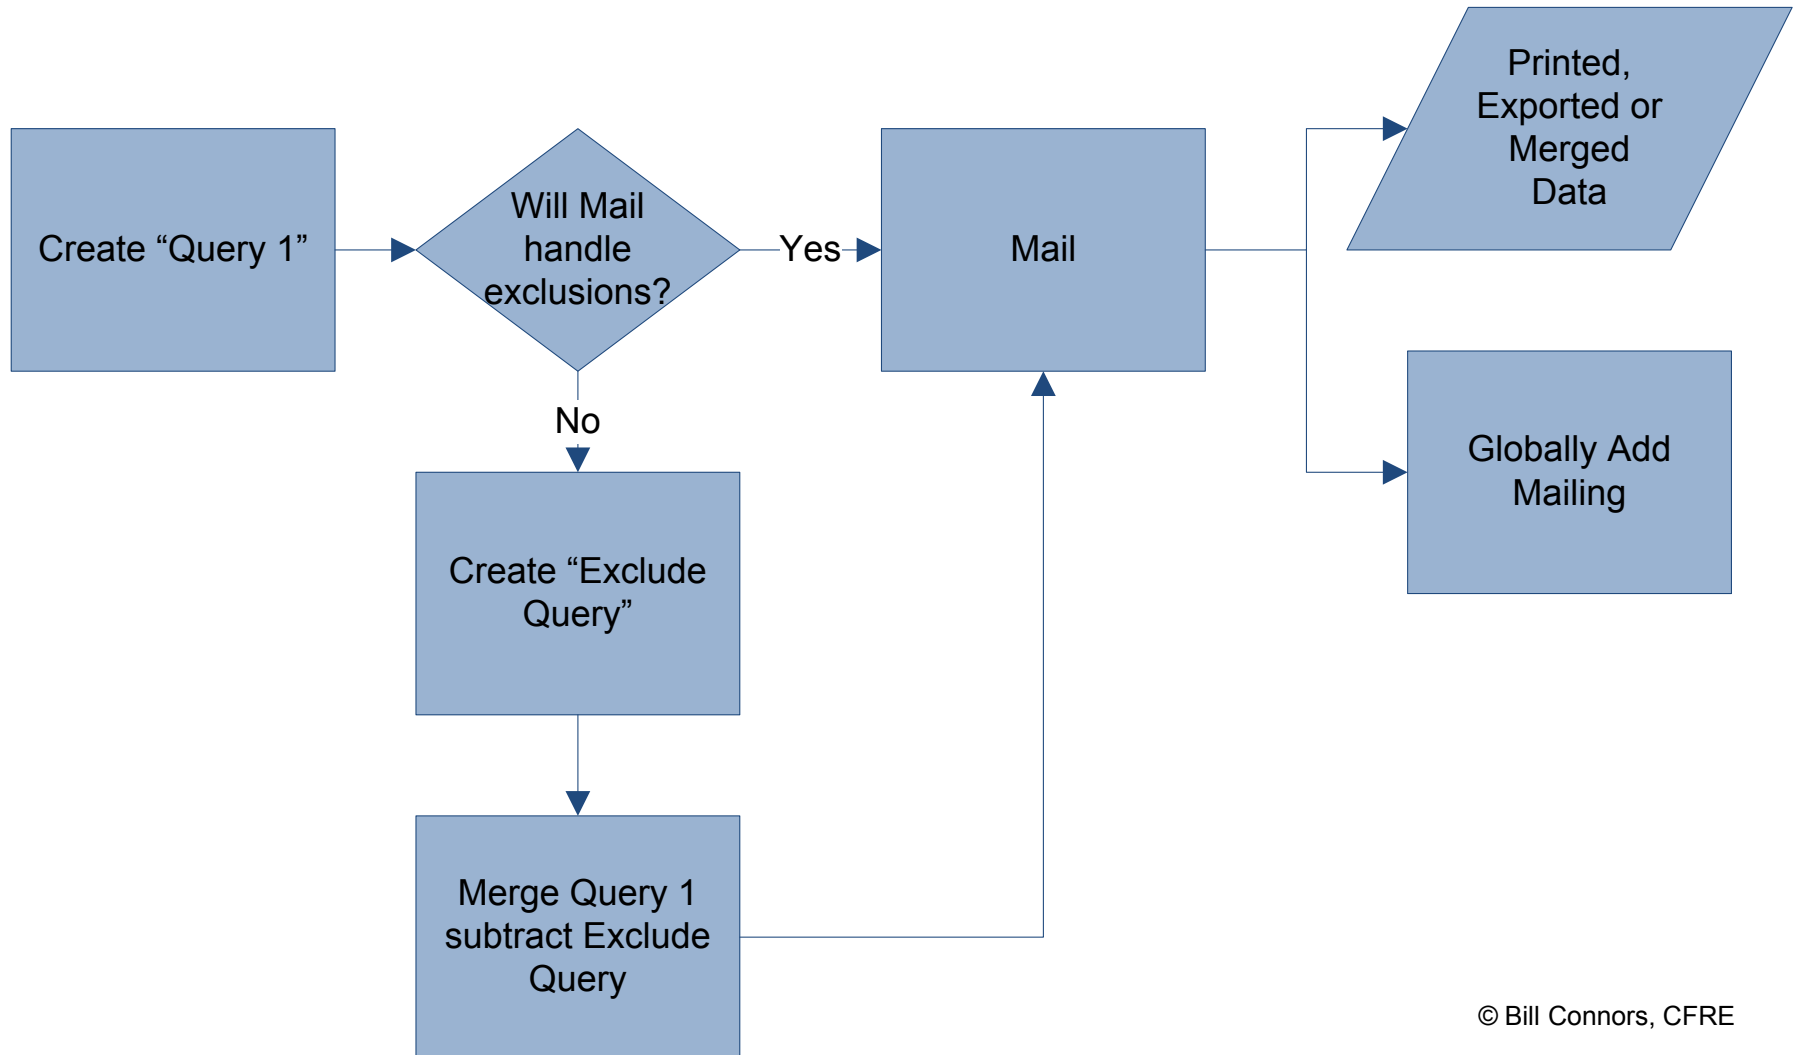 Create “Query 1”
Will Mail
handle
exclusions?
Yes
Mail
Printed,
Exported or
Merged
Data
Globally Add
Mailing
No
Create “Exclude
Query”
Merge Query 1
subtract Exclude
Query
© Bill Connors, CFRE